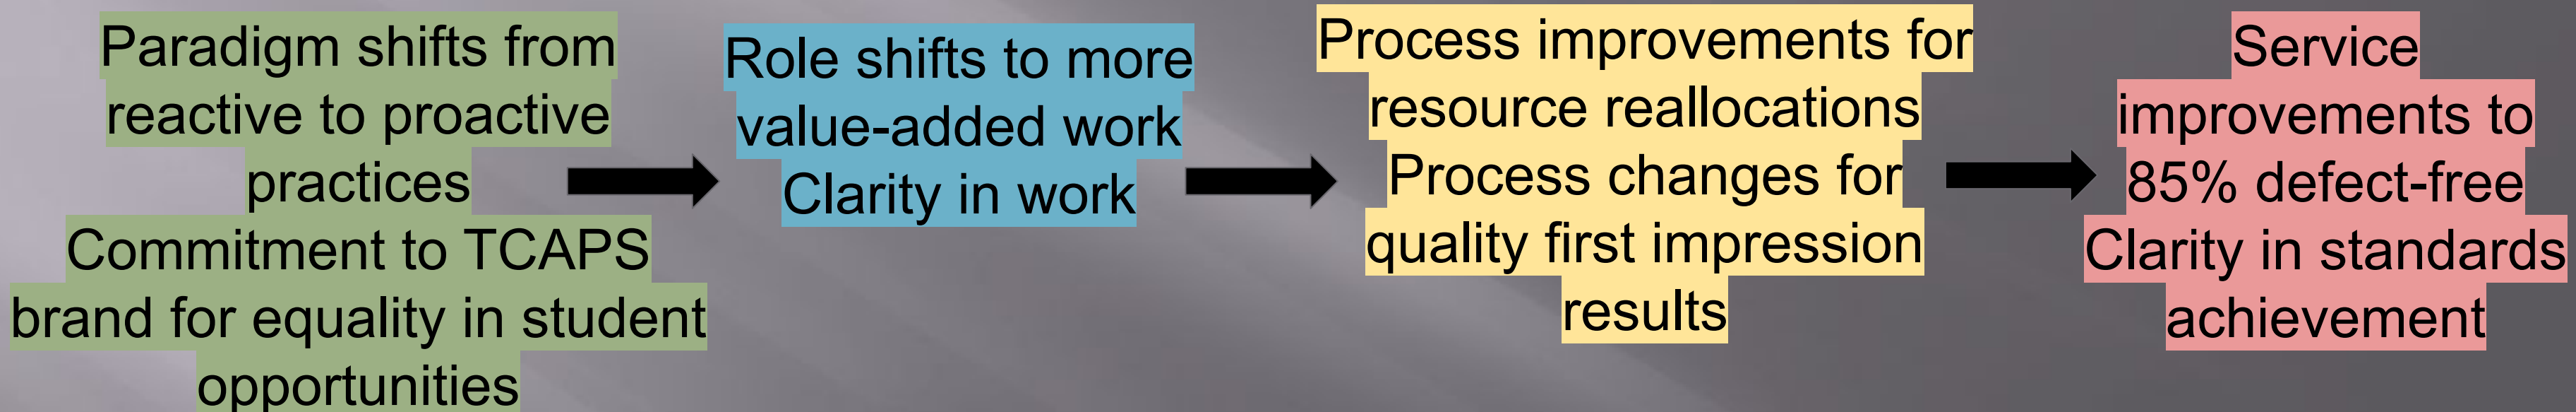 Paradigm shifts from
reactive to proactive
practices
Commitment to TCAPS
brand for equality in student
opportunities
Role shifts to more
value-added work
Clarity in work
Process improvements for
resource reallocations
Process changes for
quality first impression
results
Service
improvements to
85% defect-free
Clarity in standards
achievement